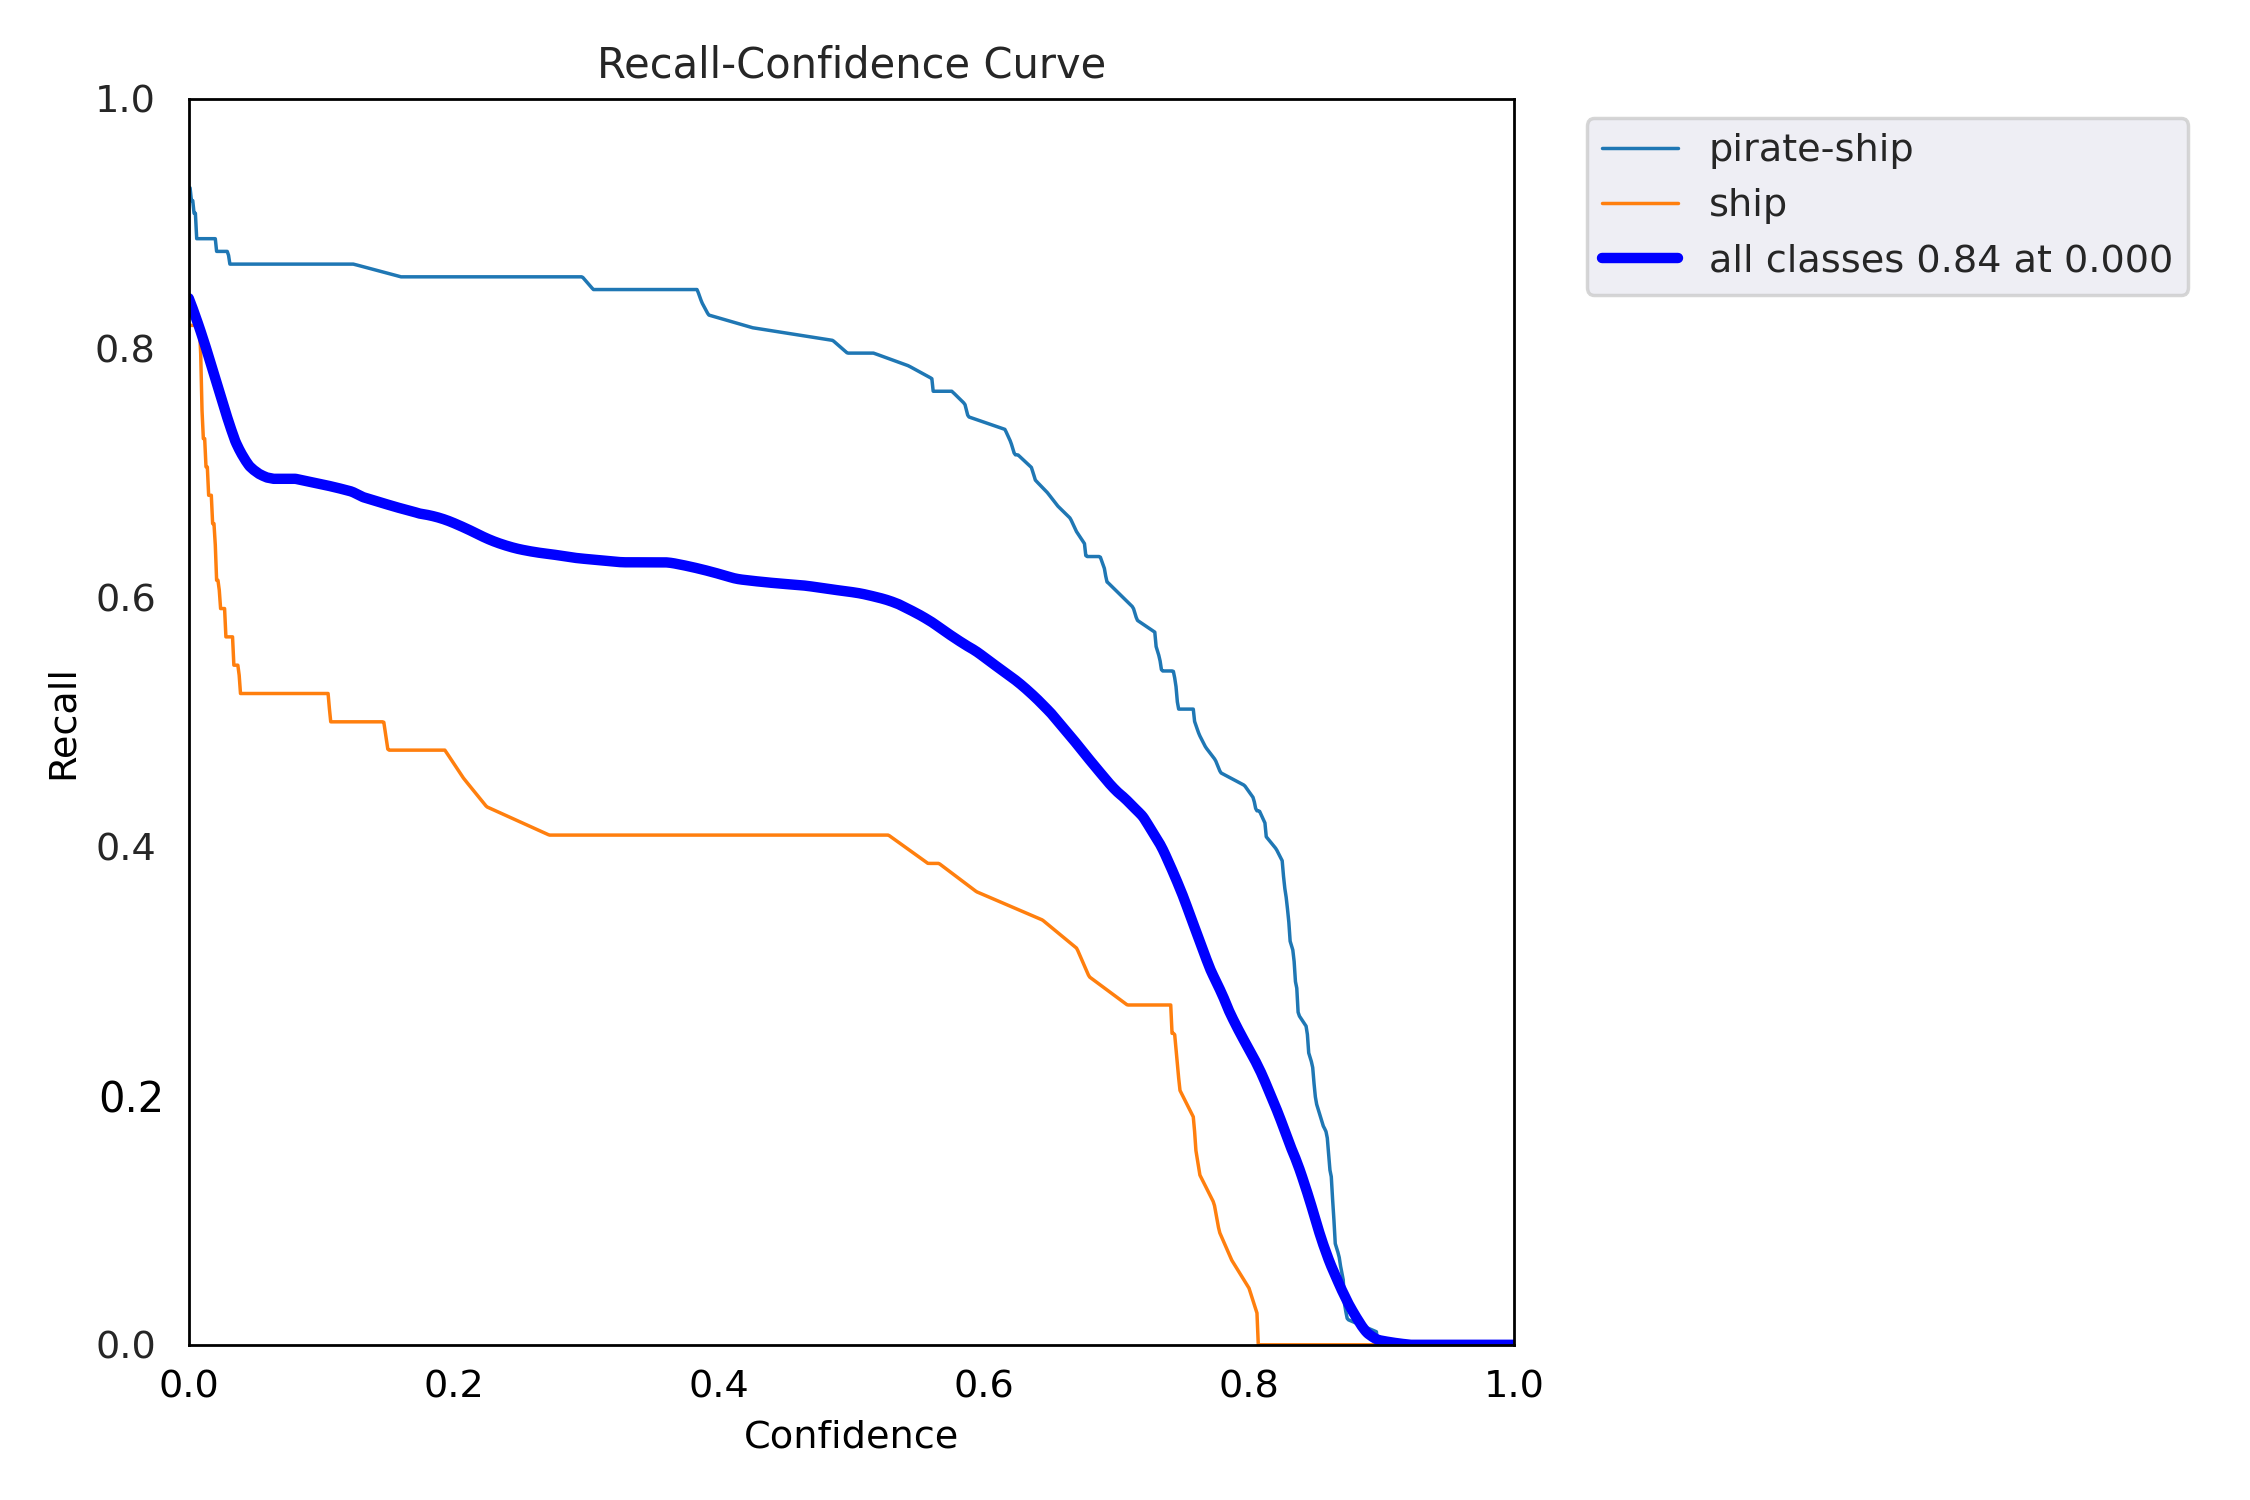 Recall-Confidence Curve
1.0
0.8
0.6
0.4
0.2
0.0
Recall
0.0 0.2 0.4 0.6 0.8 1.0
Confidence
pirate-ship
ship
all classes 0.84 at 0.000